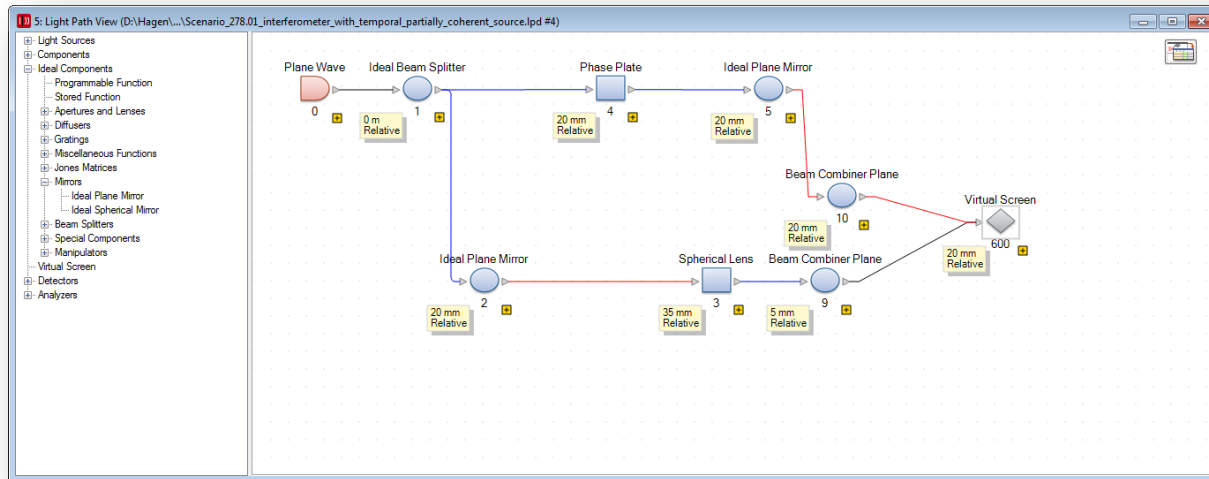 5: Light Path View (D:\Hagen\...\Scenario_278.01_interferometer_with_temporal_partially_coherent_source.lpd #4)
Light Sources
Components
Ideal Components
Programmable Function
Stored Function
Apertures and Lenses
Diffusers
Gratings
Miscellaneous Functions
Jones Matrices
Mirrors
Ideal Plane Mirror
Ideal Spherical Mirror
Beam Splitters
Special Components
Manipulators
Virtual Screen
Detectors
Analyzers
Plane Wave
0
Ideal Beam Splitter
1
0 m
Relative
Phase Plate
4
20 mm
Relative
Ideal Plane Mirror
5
20 mm
Relative
Beam Combiner Plane
10
20 mm
Relative
Virtual Screen
600
20 mm
Relative
Ideal Plane Mirror
2
20 mm
Relative
Spherical Lens
3
35 mm
Relative
Beam Combiner Plane
9
5 mm
Relative